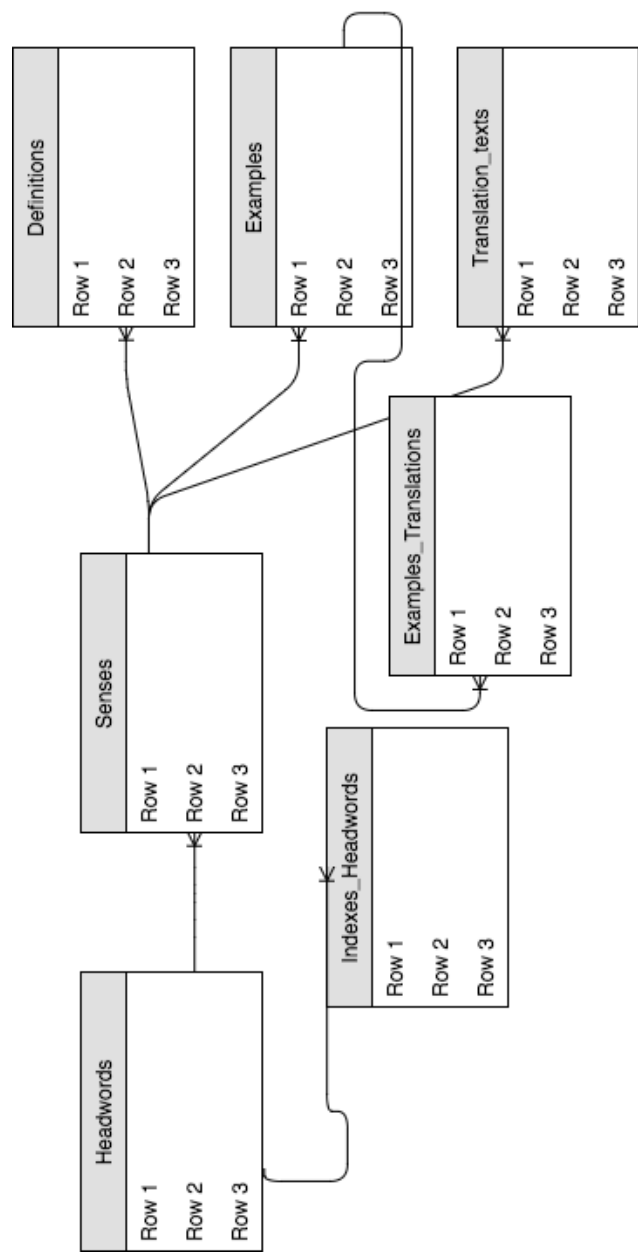 Headwords
Row 1
Row 2
Row 3
Senses
Row 1
Row 2
Row 3
Definitions
Row 1
Row 2
Row 3
Examples
Row 1
Row 2
Row 3
Indexes_Headwords
Row 1
Row 2
Row 3
Examples_Translations
Row 1
Row 2
Row 3
Translation_texts
Row 1
Row 2
Row 3